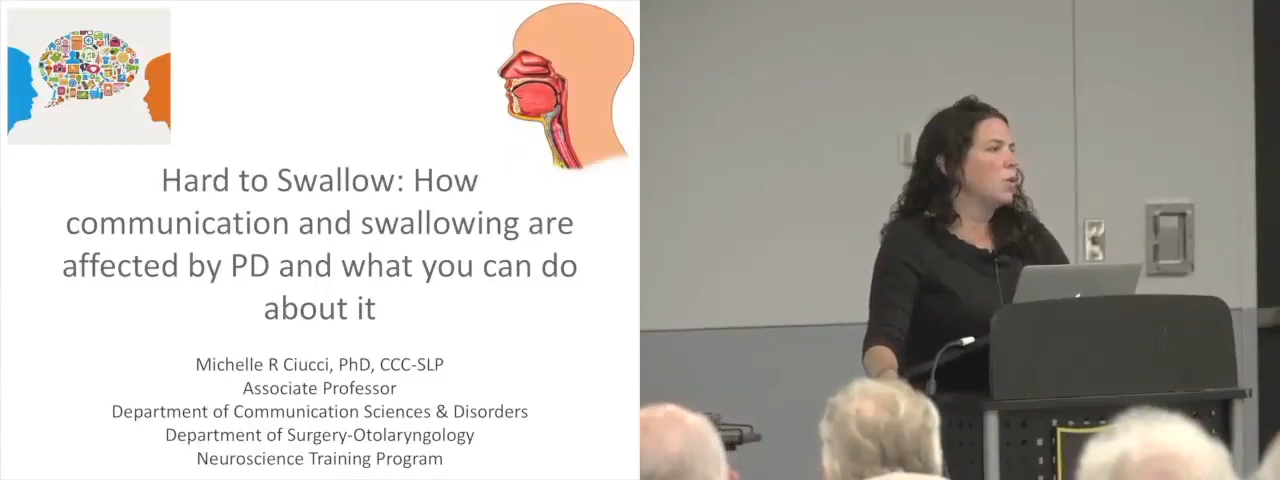 Hard to Swallow: How
communication and swallowing are
affected by PD and what you can do
about it
Michelle R Ciucci, PhD, CCC-SLP
Associate Professor
Department of Communication Sciences & Disorders
Department of Surgery-Otolaryngology
Neuroscience Training Program